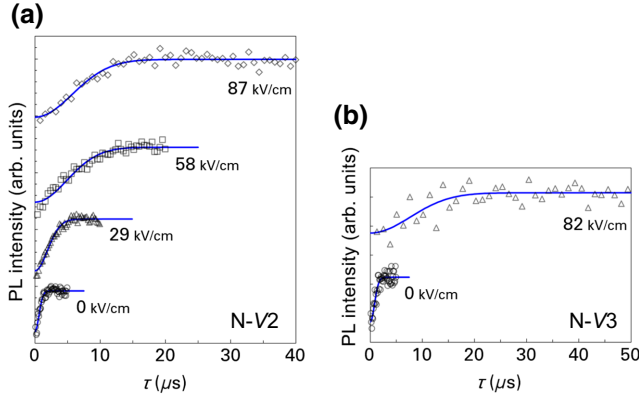 (a)
PL intensity (arb. units)
87 kV/cm
58 kV/cm
29 kV/cm
0 kV/cm
N-V2
0 10 20 30 40
τ (μs)
(b)
PL intensity (arb. units)
82 kV/cm
0 kV/cm
N-V3
0 10 20 30 40 50
τ (μs)